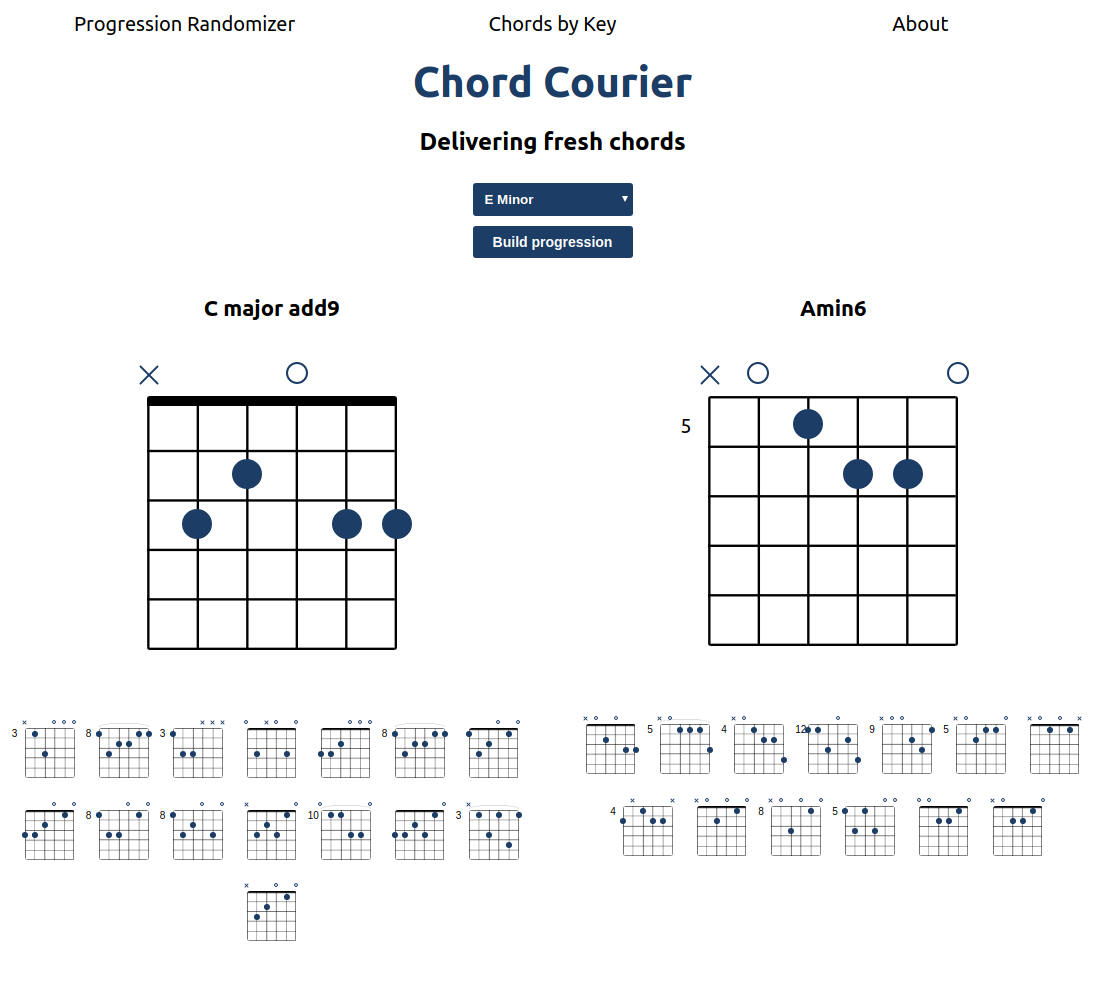 Progression Randomizer Chords by Key About
Chord Courier
Delivering fresh chords
E Minor
Build progression
C major add9 Amin6
5
3 8 3 8 5 4 12 9 5
8 8 10 3 4 8 5